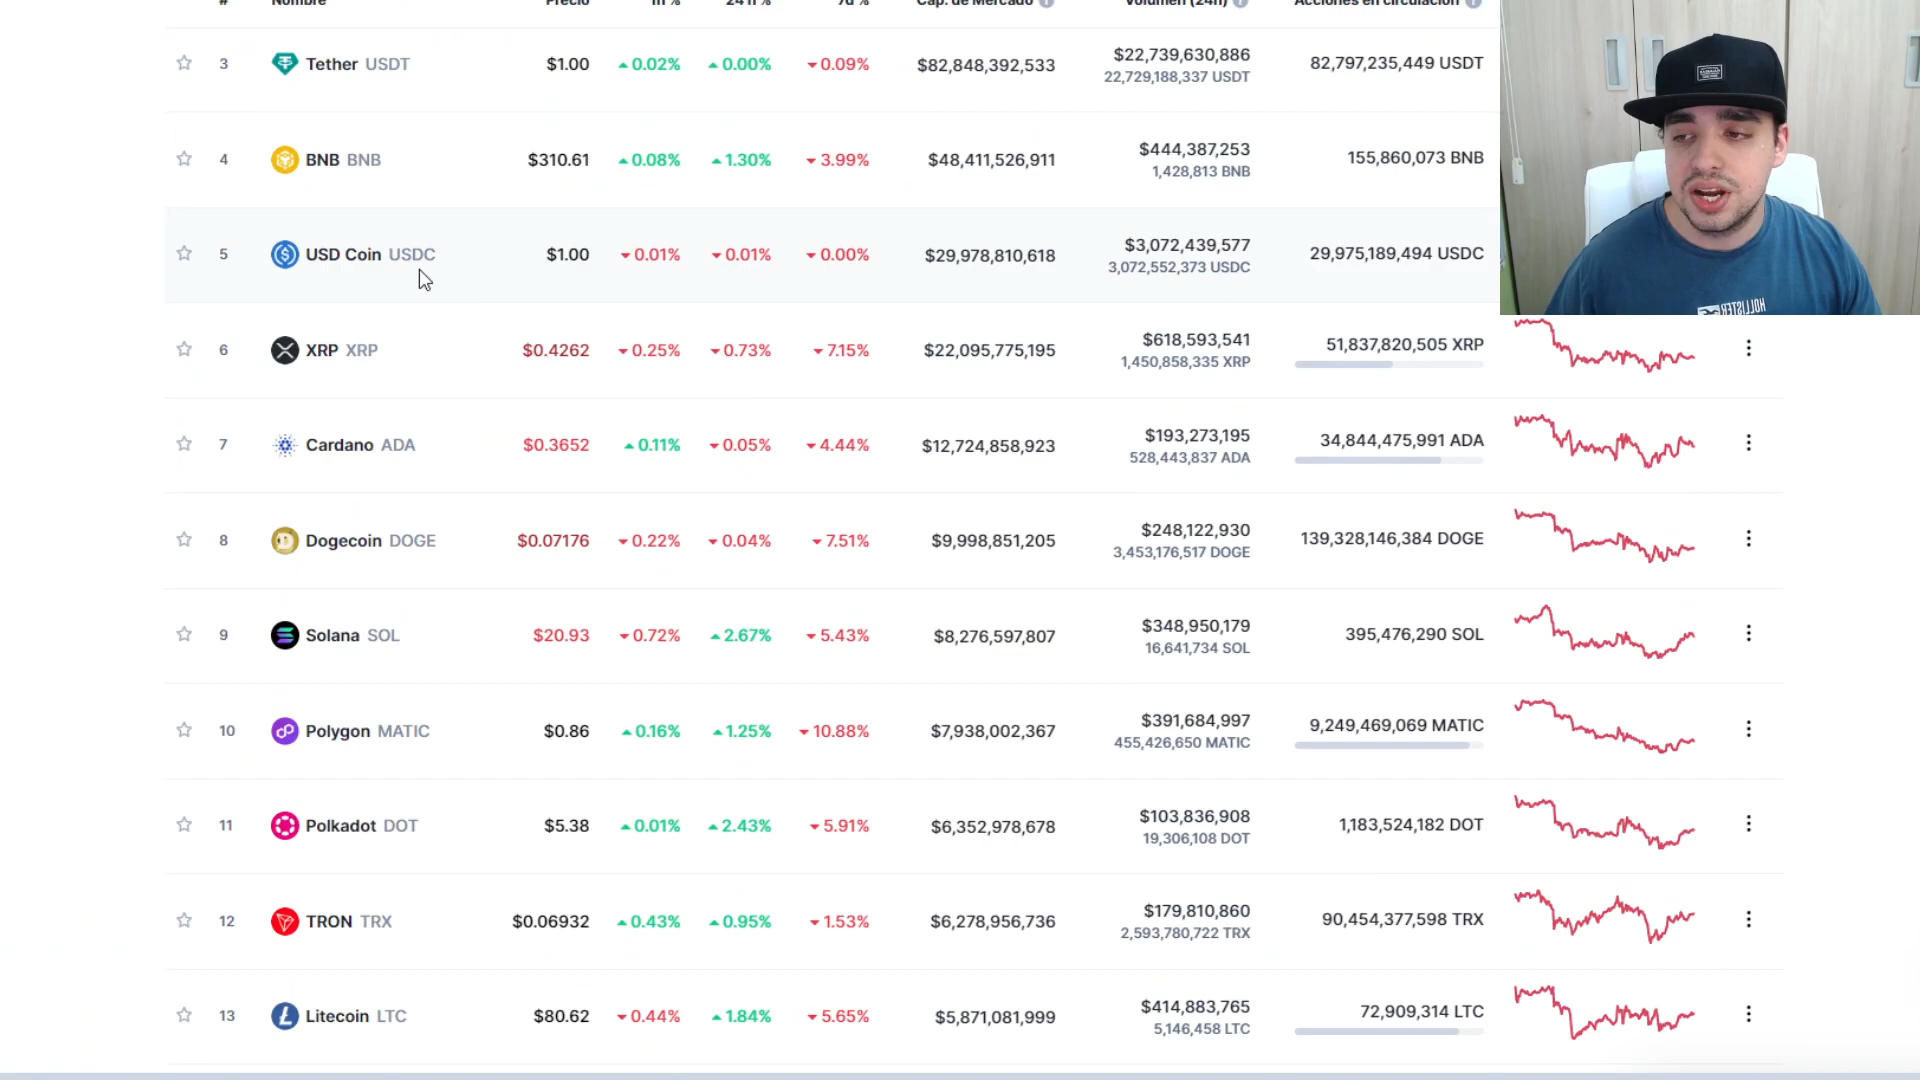 # Nombre Precio 1h % 24h % 7d % Cap. de Mercado Volumen (24h) Acciones en circulación
3 Tether USDT $1.00 0.02% 0.00% 0.09% $82,848,392,533 $22,739,630,886 82,797,235,449 USDT
22,729,188,337 USDT
4 BNB BNB $310.61 0.08% 1.30% 3.99% $48,411,526,911 $444,387,253 155,860,073 BNB
1,428,813 BNB
5 USD Coin USDC $1.00 0.01% 0.01% 0.00% $29,978,810,618 $3,072,439,577 29,975,189,494 USDC
3,072,552,373 USDC
HOLLISTER
6 XRP XRP $0.4262 0.25% 0.73% 7.15% $22,095,775,195 $618,593,541 51,837,820,505 XRP
1,450,858,335 XRP
7 Cardano ADA $0.3652 0.11% 0.05% 4.44% $12,724,858,923 $193,273,195 34,844,475,991 ADA
528,443,837 ADA
8 Dogecoin DOGE $0.07176 0.22% 0.04% 7.51% $9,998,851,205 $248,122,930 139,328,146,384 DOGE
3,453,176,517 DOGE
9 Solana SOL $20.93 0.72% 2.67% 5.43% $8,276,597,807 $348,950,179 395,476,290 SOL
16,641,734 SOL
10 Polygon MATIC $0.86 0.16% 1.25% 10.88% $7,938,002,367 $391,684,997 9,249,469,069 MATIC
455,426,650 MATIC
11 Polkadot DOT $5.38 0.01% 2.43% 5.91% $6,352,978,678 $103,836,908 1,183,524,182 DOT
19,306,108 DOT
12 TRON TRX $0.06932 0.43% 0.95% 1.53% $6,278,956,736 $179,810,860 90,454,377,598 TRX
2,593,780,722 TRX
13 Litecoin LTC $80.62 0.44% 1.84% 5.65% $5,871,081,999 $414,883,765 72,909,314 LTC
5,146,458 LTC